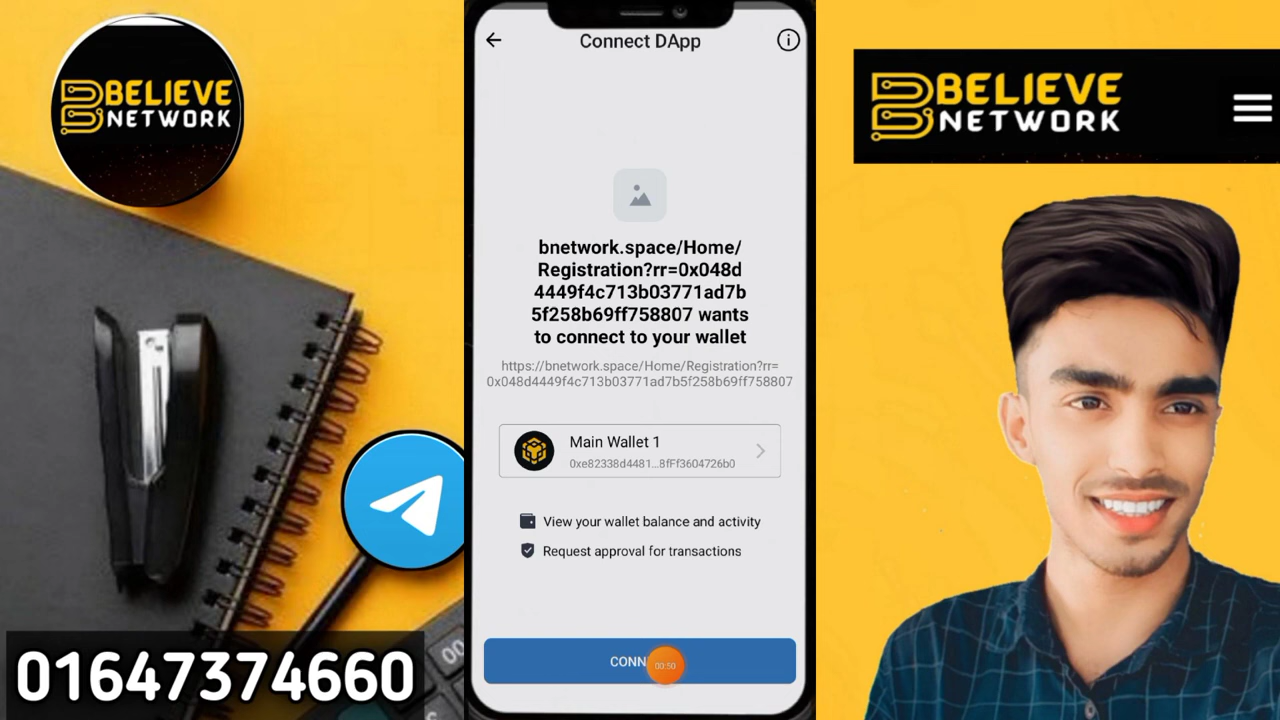 BELIEVE
NETWORK
01647374660
Connect DApp
bnetwork.space/Home/
Registration?rr=0x048d
4449f4c713b03771ad7b
5f258b69ff758807 wants
to connect to your wallet
https://bnetwork.space/Home/Registration?rr=
0x048d4449f4c713b03771ad7b5f258b69ff758807
Main Wallet 1
0xe82338d4481...8fFf3604726b0
View your wallet balance and activity
Request approval for transactions
CONN
00:50
BELIEVE
NETWORK